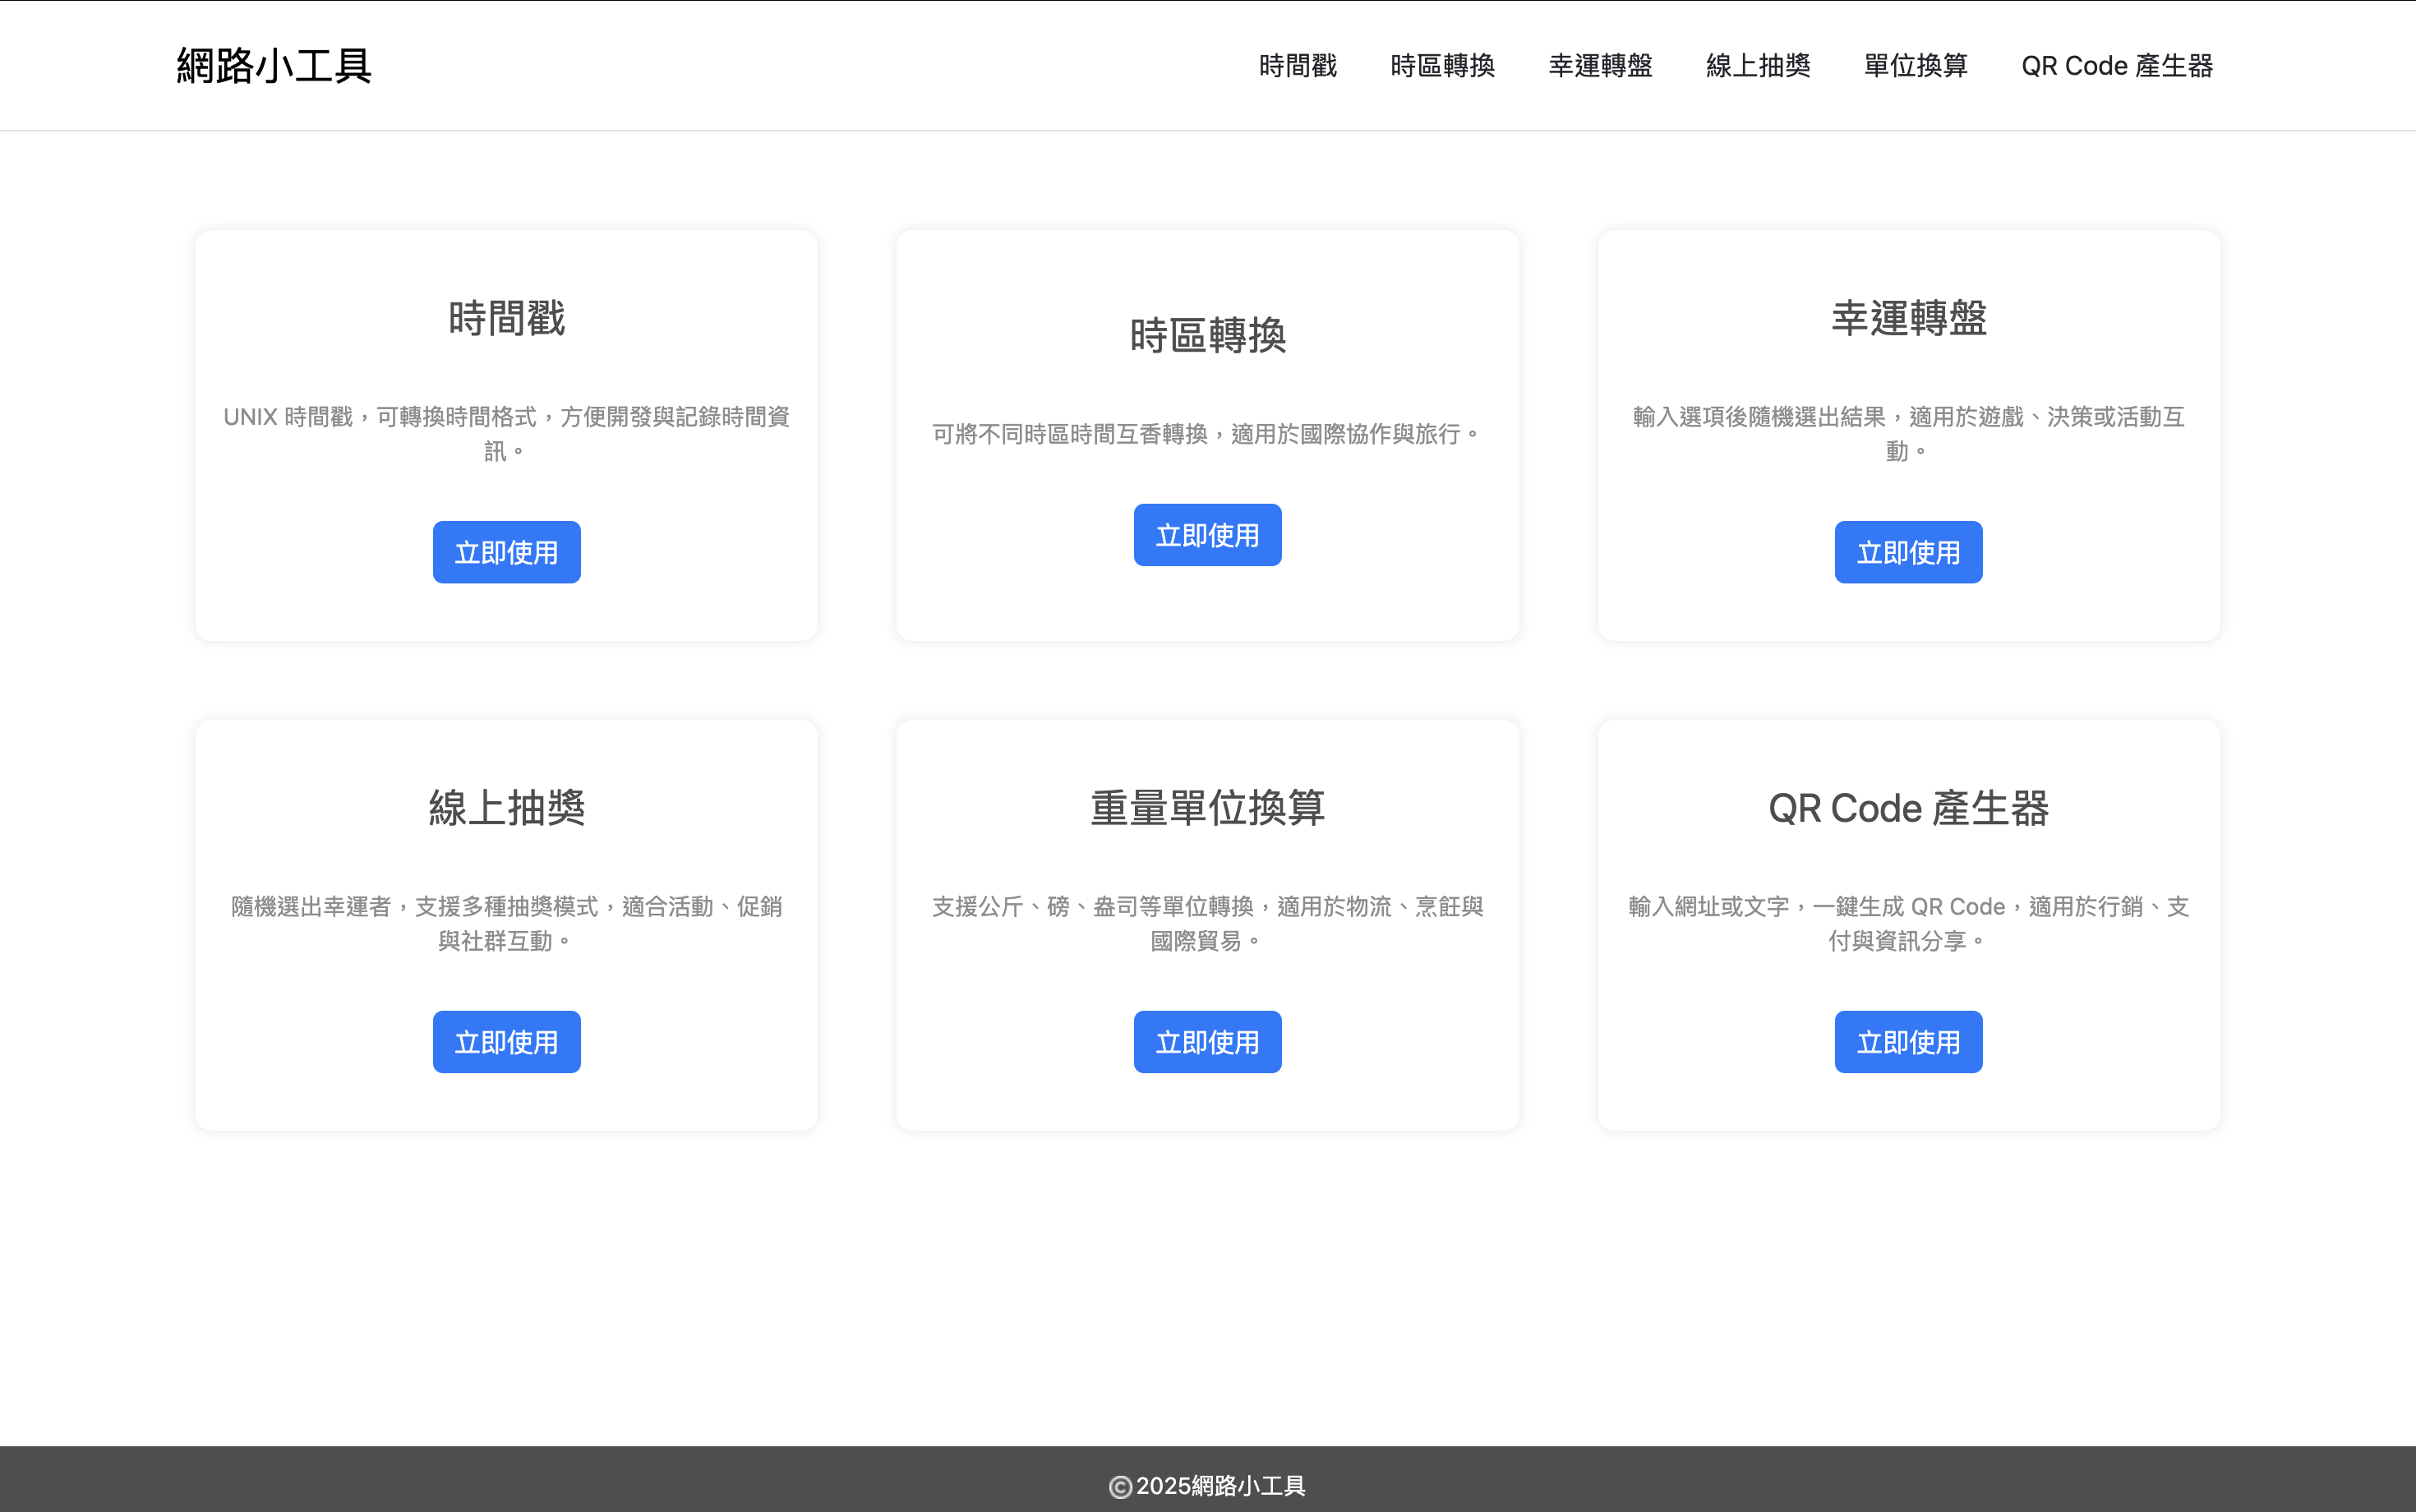 網路小工具
時間戳 時區轉換 幸運轉盤 線上抽獎 單位換算 QR Code 產生器
時間戳
UNIX 時間戳，可轉換時間格式，方便開發與記錄時間資
訊。
立即使用
時區轉換
可將不同時區時間互香轉換，適用於國際協作與旅行。
立即使用
幸運轉盤
輸入選項後隨機選出結果，適用於遊戲、決策或活動互
動。
立即使用
線上抽獎
隨機選出幸運者，支援多種抽獎模式，適合活動、促銷
與社群互動。
立即使用
重量單位換算
支援公斤、磅、盎司等單位轉換，適用於物流、烹飪與
國際貿易。
立即使用
QR Code 產生器
輸入網址或文字，一鍵生成 QR Code，適用於行銷、支
付與資訊分享。
立即使用
©2025網路小工具